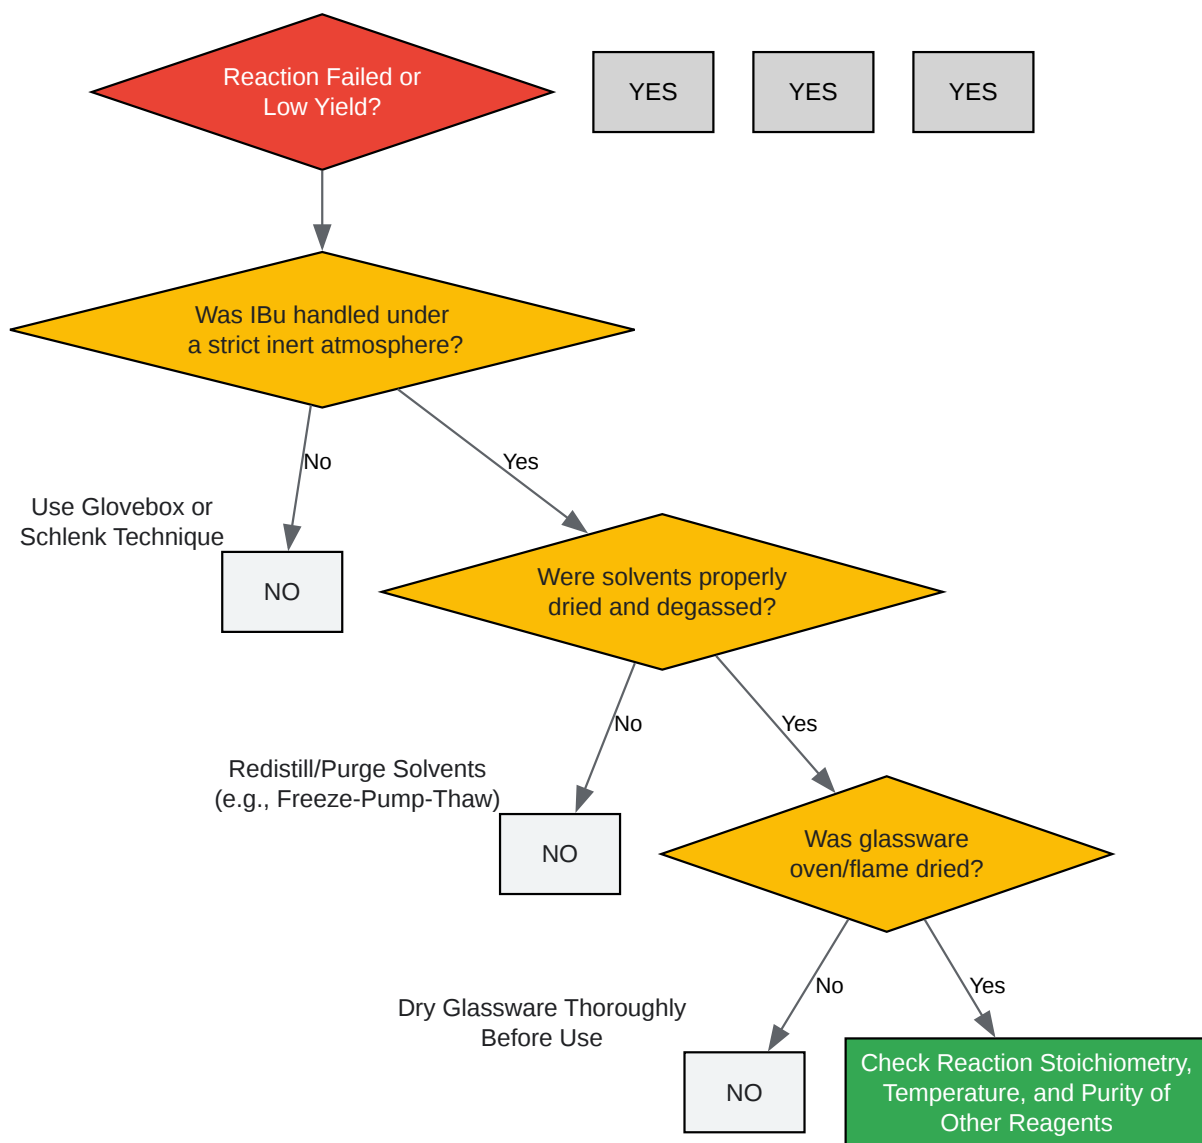 Reaction Failed or
Low Yield?
YES
YES
YES
Was IBu handled under
a strict inert atmosphere?
No
Yes
Use Glovebox or
Schlenk Technique
NO
Were solvents properly
dried and degassed?
No
Yes
Redistill/Purge Solvents
(e.g., Freeze-Pump-Thaw)
NO
Was glassware
oven/flame dried?
No
Yes
Dry Glassware Thoroughly
Before Use
NO
Check Reaction Stoichiometry,
Temperature, and Purity of
Other Reagents